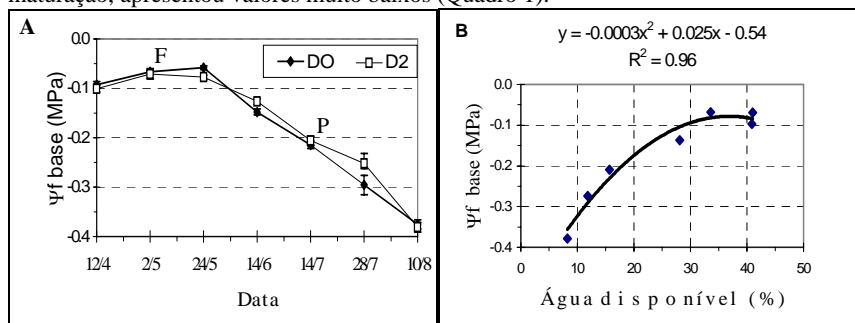 maturação, apresentou valores muito baixos (Quadro 1).
A
0.0
-0.1
-0.2
-0.3
-0.4
Ψf base (MPa)
F
P
DO
D2
12/4 2/5 24/5 14/6 14/7 28/7 10/8
Data
B
y = -0.0003x² + 0.025x - 0.54
R² = 0.96
0.0
-0.1
-0.2
-0.3
-0.4
Ψf base (MPa)
0 10 20 30 40 50
Água disponível (%)